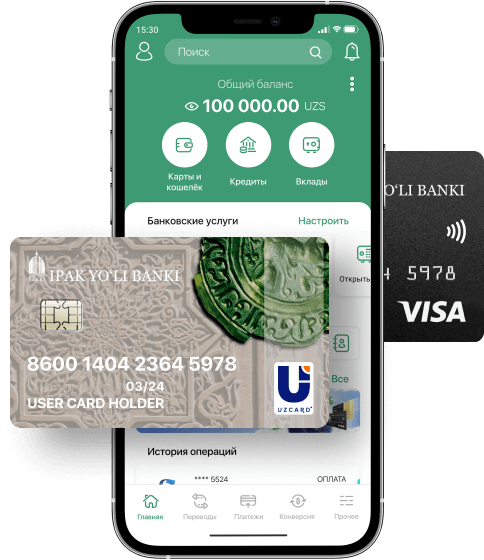 15:30
Поиск
Общий баланс
100 000.00 UZS
Карты и
кошелёк
Кредиты
Вклады
Банковские услуги
Настроить
Открыть
Все
IPAK YO‘LI BANKI
8600 1404 2364 5978
03/24
USER CARD HOLDER
UZCARD
O‘LI BANKI
5978
VISA
История операций
**** 5524
ОПЛАТА
Главная
Переводы
Платежи
Конверсия
Прочее